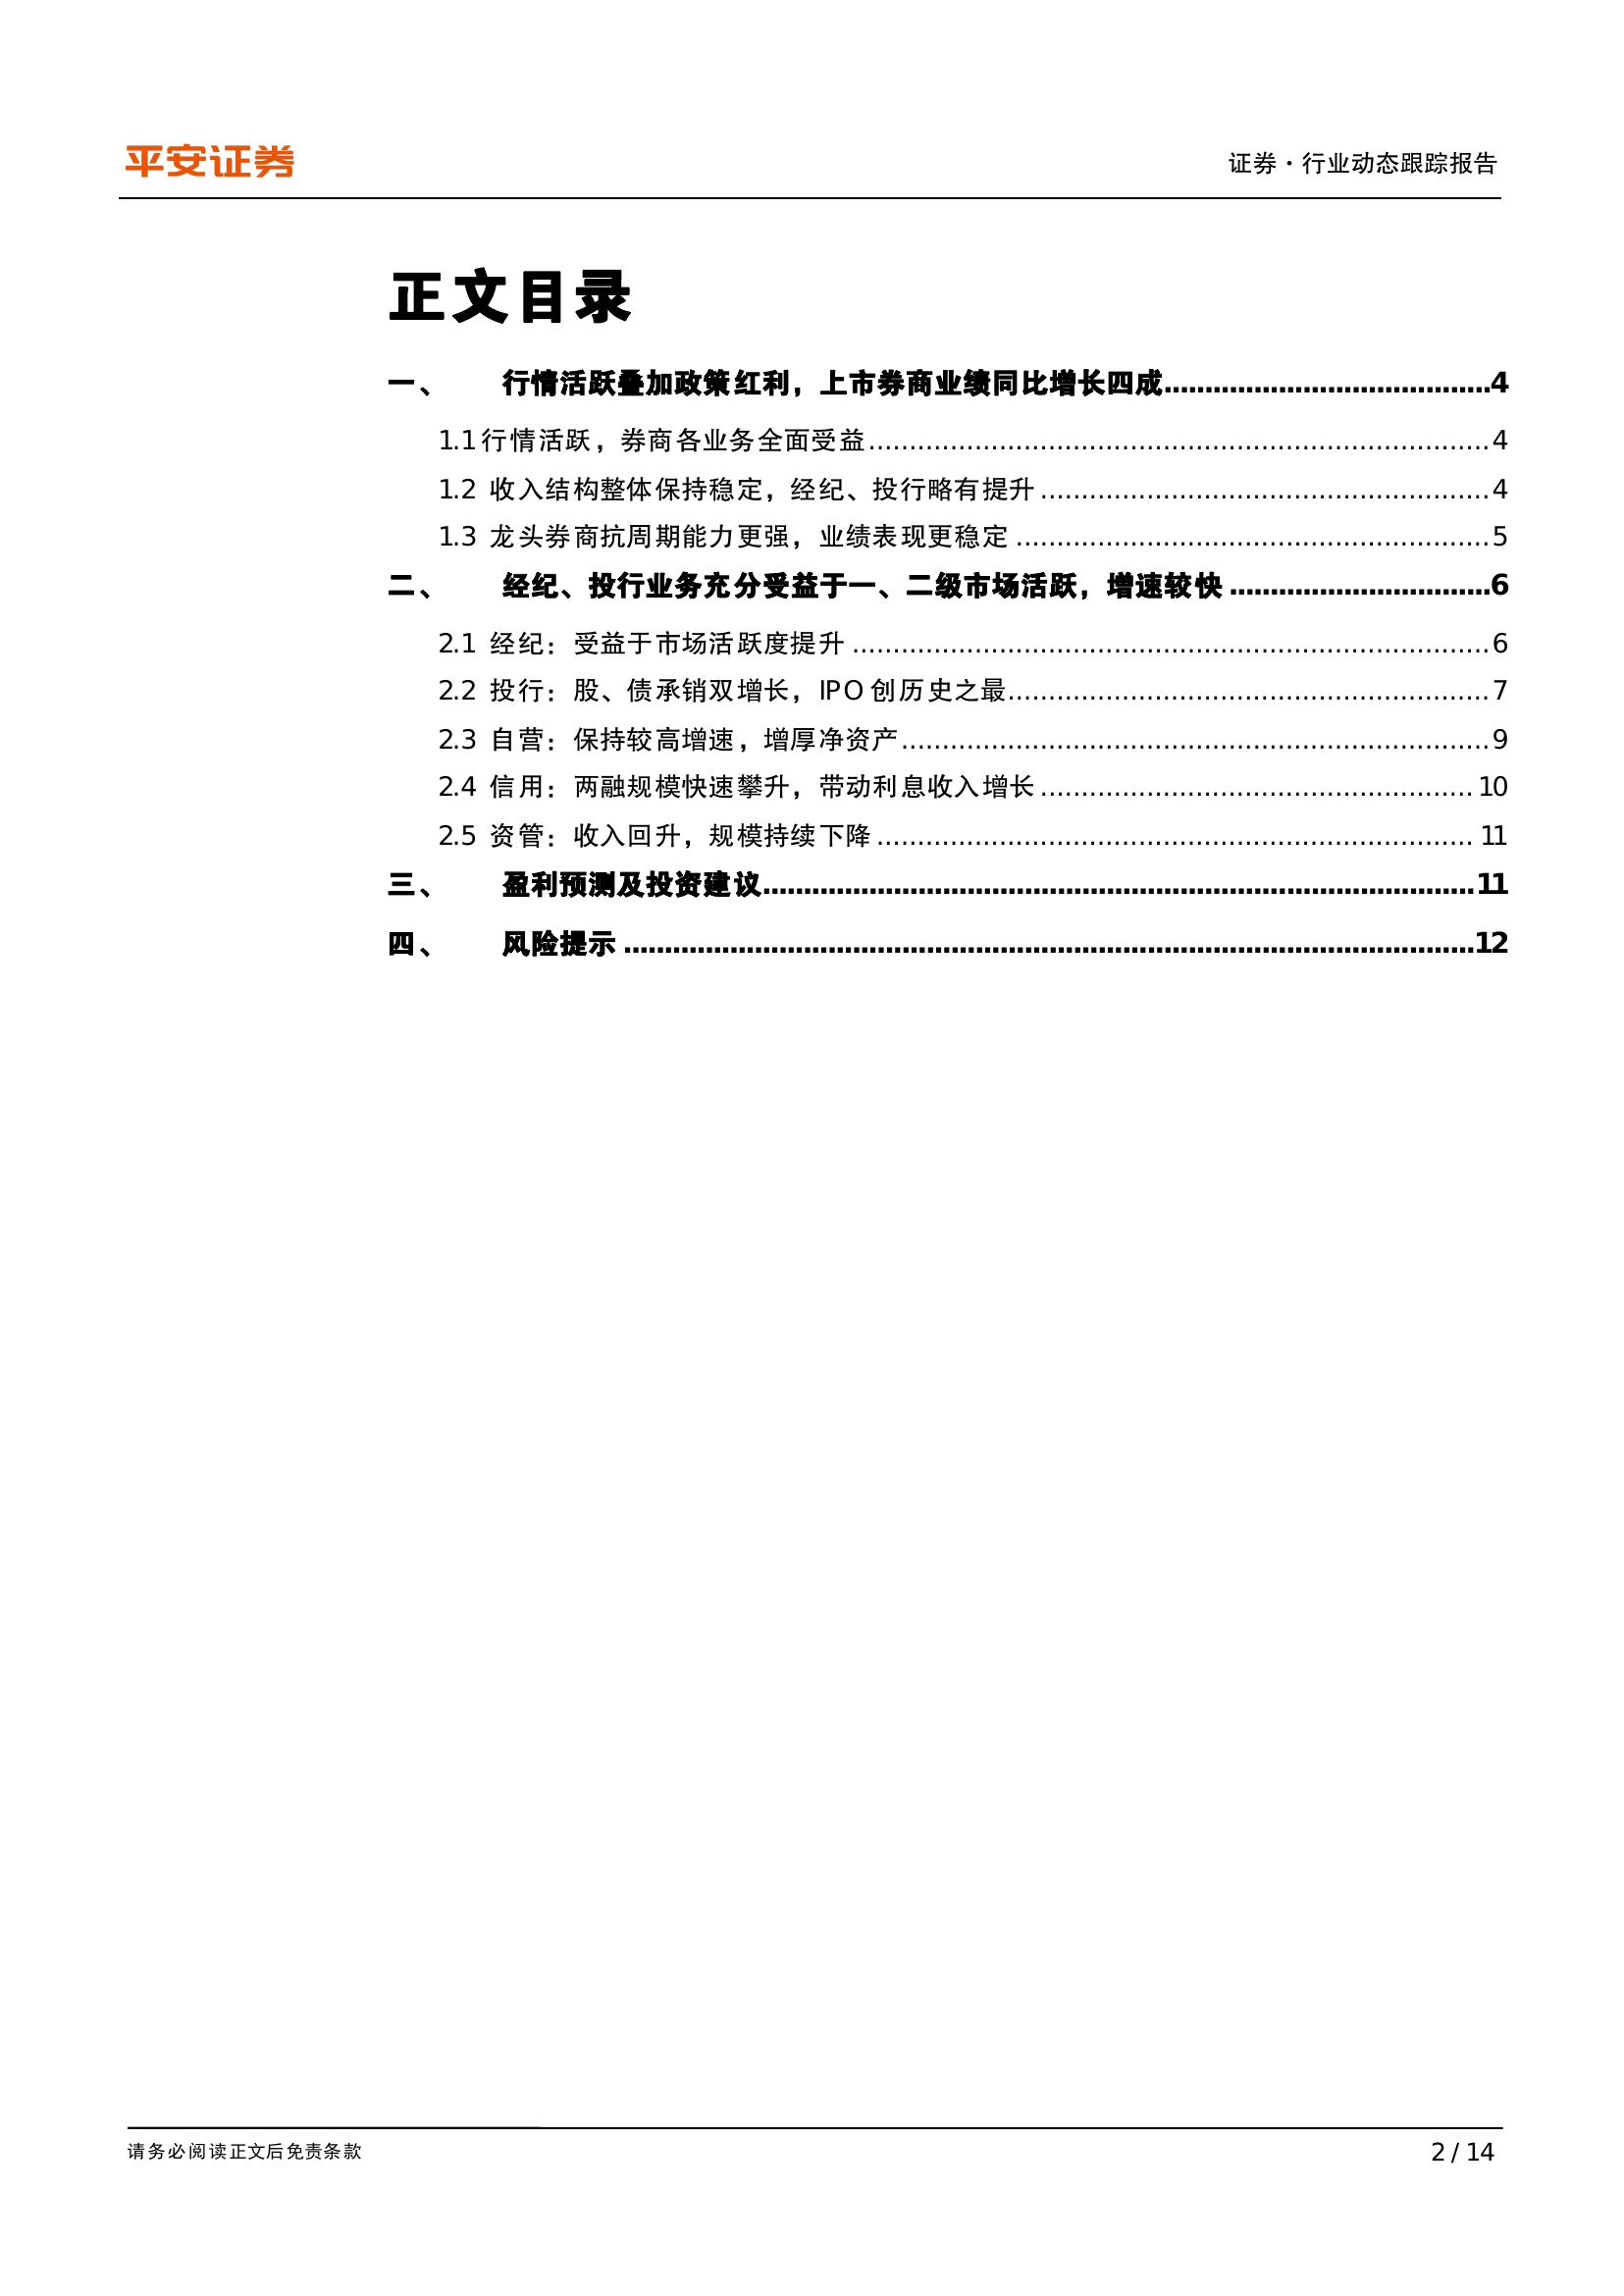 平安证券
证券·行业动态跟踪报告
正文目录
一、 行情活跃叠加政策红利，上市券商业绩同比增长四成........................................4
1.1行情活跃，券商各业务全面受益............................................................................4
1.2 收入结构整体保持稳定，经纪、投行略有提升.......................................................4
1.3 龙头券商抗周期能力更强，业绩表现更稳定..........................................................5
二、 经纪、投行业务充分受益于一、二级市场活跃，增速较快................................6
2.1 经纪：受益于市场活跃度提升..............................................................................6
2.2 投行：股、债承销双增长，IPO创历史之最...........................................................7
2.3 自营：保持较高增速，增厚净资产........................................................................9
2.4 信用：两融规模快速攀升，带动利息收入增长.....................................................10
2.5 资管：收入回升，规模持续下降.........................................................................11
三、 盈利预测及投资建议.......................................................................................11
四、 风险提示........................................................................................................12
请务必阅读正文后免责条款
2 / 14